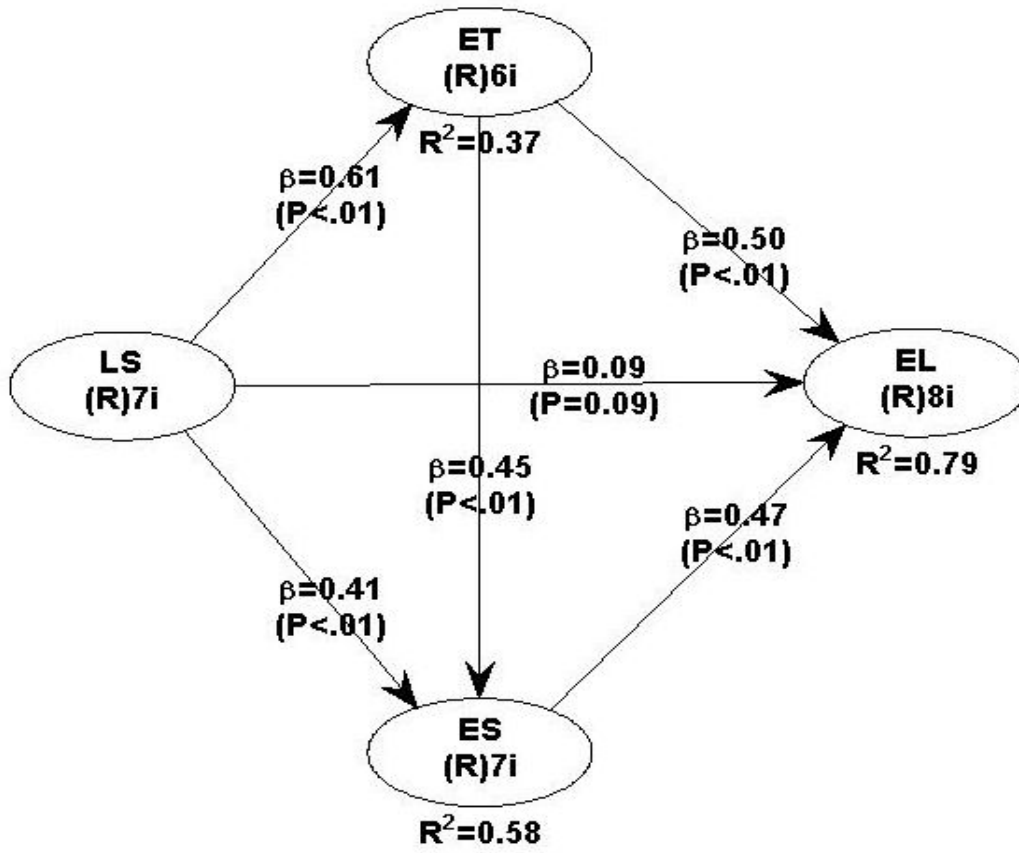 ET
(R)6i
R²=0.37
β=0.61
(P<.01)
β=0.50
(P<.01)
LS
(R)7i
β=0.09
(P=0.09)
EL
(R)8i
R²=0.79
β=0.45
(P<.01)
β=0.47
(P<.01)
β=0.41
(P<.01)
ES
(R)7i
R²=0.58